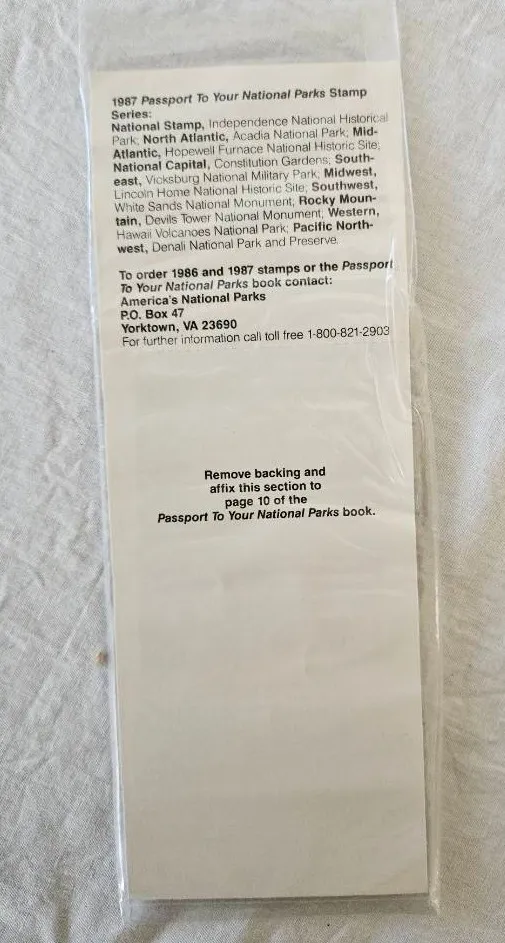 1987 Passport To Your National Parks Stamp
Series:
National Stamp, Independence National Historical
Park; North Atlantic, Acadia National Park; Mid-
Atlantic, Hopewell Furnace National Historic Site;
National Capital, Constitution Gardens; South-
east, Vicksburg National Military Park; Midwest,
Lincoln Home National Historic Site; Southwest,
White Sands National Monument; Rocky Moun-
tain, Devils Tower National Monument; Western,
Hawaii Volcanoes National Park; Pacific North-
west, Denali National Park and Preserve.
To order 1986 and 1987 stamps or the Passport
To Your National Parks book contact:
America's National Parks
P.O. Box 47
Yorktown, VA 23690
For further information call toll free 1-800-821-2903
Remove backing and
affix this section to
page 10 of the
Passport To Your National Parks book.